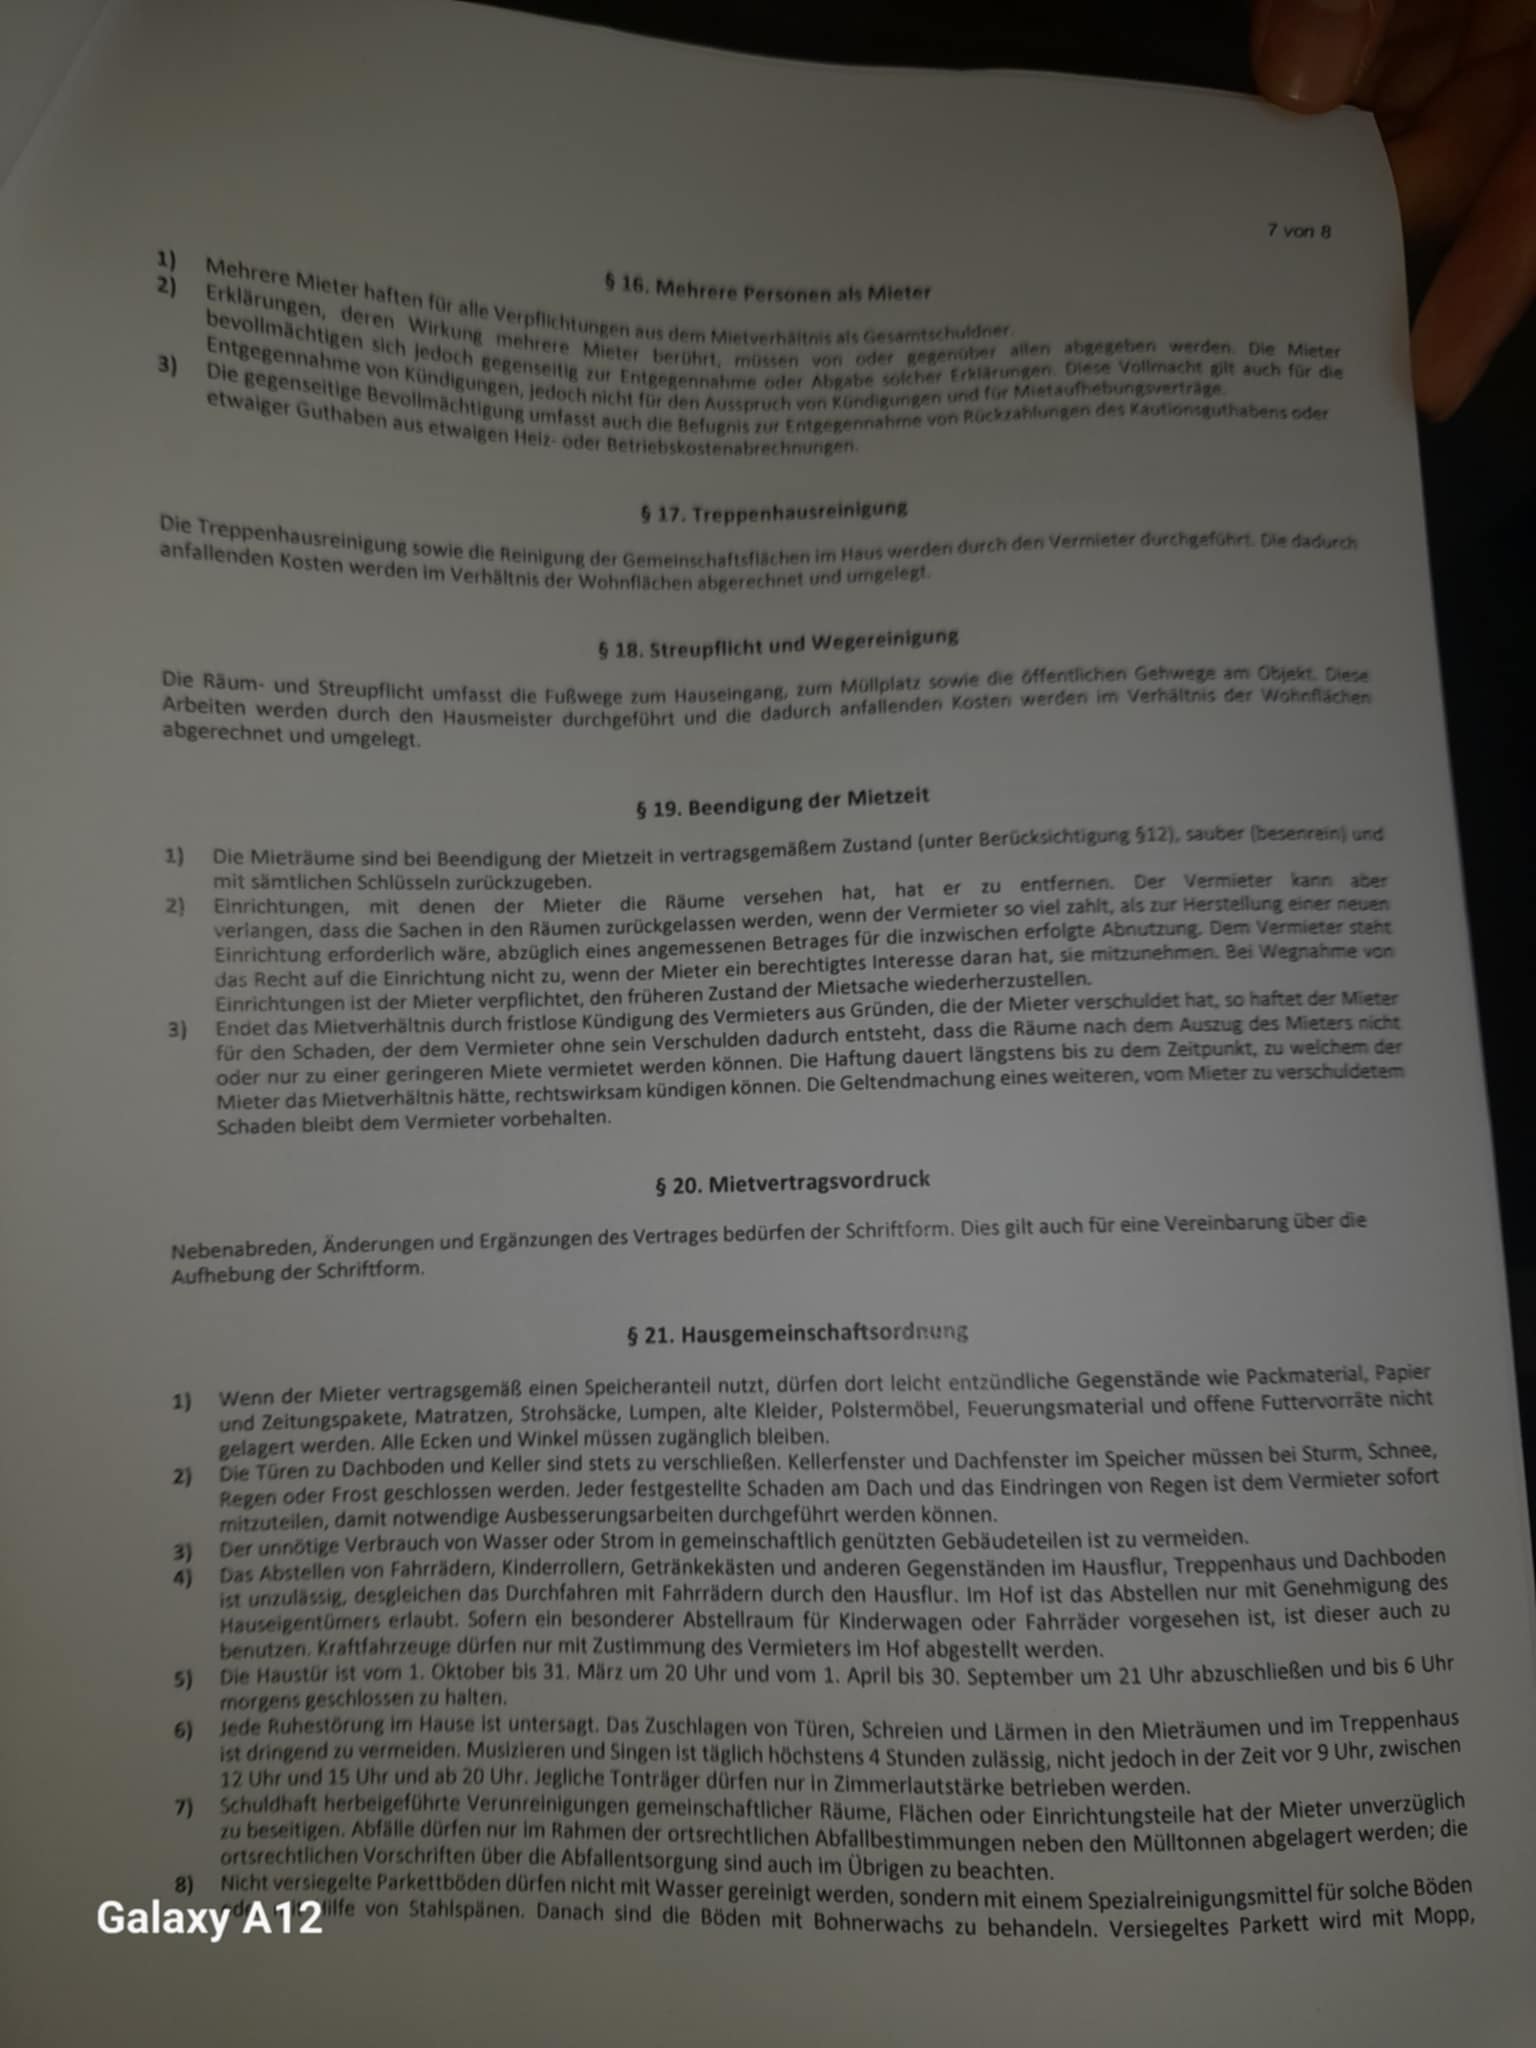 7 von 8
§ 16. Mehrere Personen als Mieter
1) Mehrere Mieter haften für alle Verpflichtungen aus dem Mietverhältnis als Gesamtschuldner.
2) Erklärungen, deren Wirkung mehrere Mieter berührt, müssen von oder gegenüber allen abgegeben werden. Die Mieter
bevollmächtigen sich jedoch gegenseitig zur Entgegennahme oder Abgabe solcher Erklärungen. Diese Vollmacht gilt auch für die
Entgegennahme von Kündigungen, jedoch nicht für den Ausspruch von Kündigungen und für Mietaufhebungsverträge.
3) Die gegenseitige Bevollmächtigung umfasst auch die Befugnis zur Entgegennahme von Rückzahlungen des Kautionsguthabens oder
etwaiger Guthaben aus etwaigen Heiz- oder Betriebskostenabrechnungen.
§ 17. Treppenhausreinigung
Die Treppenhausreinigung sowie die Reinigung der Gemeinschaftsflächen im Haus werden durch den Vermieter durchgeführt. Die dadurch
anfallenden Kosten werden im Verhältnis der Wohnflächen abgerechnet und umgelegt.
§ 18. Streupflicht und Wegereinigung
Die Räum- und Streupflicht umfasst die Fußwege zum Hauseingang, zum Müllplatz sowie die öffentlichen Gehwege am Objekt. Diese
Arbeiten werden durch den Hausmeister durchgeführt und die dadurch anfallenden Kosten werden im Verhältnis der Wohnflächen
abgerechnet und umgelegt.
§ 19. Beendigung der Mietzeit
1) Die Mieträume sind bei Beendigung der Mietzeit in vertragsgemäßem Zustand (unter Berücksichtigung §12), sauber (besenrein) und
mit sämtlichen Schlüsseln zurückzugeben.
2) Einrichtungen, mit denen der Mieter die Räume versehen hat, hat er zu entfernen. Der Vermieter kann aber
verlangen, dass die Sachen in den Räumen zurückgelassen werden, wenn der Vermieter so viel zahlt, als zur Herstellung einer neuen
Einrichtung erforderlich wäre, abzüglich eines angemessenen Betrages für die inzwischen erfolgte Abnutzung. Dem Vermieter steht
das Recht auf die Einrichtung nicht zu, wenn der Mieter ein berechtigtes Interesse daran hat, sie mitzunehmen. Bei Wegnahme von
Einrichtungen ist der Mieter verpflichtet, den früheren Zustand der Mietsache wiederherzustellen.
3) Endet das Mietverhältnis durch fristlose Kündigung des Vermieters aus Gründen, die der Mieter verschuldet hat, so haftet der Mieter
für den Schaden, der dem Vermieter ohne sein Verschulden dadurch entsteht, dass die Räume nach dem Auszug des Mieters nicht
oder nur zu einer geringeren Miete vermietet werden können. Die Haftung dauert längstens bis zu dem Zeitpunkt, zu welchem der
Mieter das Mietverhältnis hätte, rechtswirksam kündigen können. Die Geltendmachung eines weiteren, vom Mieter zu verschuldetem
Schaden bleibt dem Vermieter vorbehalten.
§ 20. Mietvertragsvordruck
Nebenabreden, Änderungen und Ergänzungen des Vertrages bedürfen der Schriftform. Dies gilt auch für eine Vereinbarung über die
Aufhebung der Schriftform.
§ 21. Hausgemeinschaftsordnung
1) Wenn der Mieter vertragsgemäß einen Speicheranteil nutzt, dürfen dort leicht entzündliche Gegenstände wie Packmaterial, Papier
und Zeitungspakete, Matratzen, Strohsäcke, Lumpen, alte Kleider, Polstermöbel, Feuerungsmaterial und offene Futtervorräte nicht
gelagert werden. Alle Ecken und Winkel müssen zugänglich bleiben.
2) Die Türen zu Dachboden und Keller sind stets zu verschließen. Kellerfenster und Dachfenster im Speicher müssen bei Sturm, Schnee,
Regen oder Frost geschlossen werden. Jeder festgestellte Schaden am Dach und das Eindringen von Regen ist dem Vermieter sofort
mitzuteilen, damit notwendige Ausbesserungsarbeiten durchgeführt werden können.
3) Der unnötige Verbrauch von Wasser oder Strom in gemeinschaftlich genützten Gebäudeteilen ist zu vermeiden.
4) Das Abstellen von Fahrrädern, Kinderrollern, Getränkekästen und anderen Gegenständen im Hausflur, Treppenhaus und Dachboden
ist unzulässig, desgleichen das Durchfahren mit Fahrrädern durch den Hausflur. Im Hof ist das Abstellen nur mit Genehmigung des
Hauseigentümers erlaubt. Sofern ein besonderer Abstellraum für Kinderwagen oder Fahrräder vorgesehen ist, ist dieser auch zu
benutzen. Kraftfahrzeuge dürfen nur mit Zustimmung des Vermieters im Hof abgestellt werden.
5) Die Haustür ist vom 1. Oktober bis 31. März um 20 Uhr und vom 1. April bis 30. September um 21 Uhr abzuschließen und bis 6 Uhr
morgens geschlossen zu halten.
6) Jede Ruhestörung im Hause ist untersagt. Das Zuschlagen von Türen, Schreien und Lärmen in den Mieträumen und im Treppenhaus
ist dringend zu vermeiden. Musizieren und Singen ist täglich höchstens 4 Stunden zulässig, nicht jedoch in der Zeit vor 9 Uhr, zwischen
12 Uhr und 15 Uhr und ab 20 Uhr. Jegliche Tonträger dürfen nur in Zimmerlautstärke betrieben werden.
7) Schuldhaft herbeigeführte Verunreinigungen gemeinschaftlicher Räume, Flächen oder Einrichtungsteile hat der Mieter unverzüglich
zu beseitigen. Abfälle dürfen nur im Rahmen der ortsrechtlichen Abfallbestimmungen neben den Mülltonnen abgelagert werden; die
ortsrechtlichen Vorschriften über die Abfallentsorgung sind auch im Übrigen zu beachten.
8) Nicht versiegelte Parkettböden dürfen nicht mit Wasser gereinigt werden, sondern mit einem Spezialreinigungsmittel für solche Böden
von Stahlspänen. Danach sind die Böden mit Bohnerwachs zu behandeln. Versiegeltes Parkett wird mit Mopp,
Galaxy A12